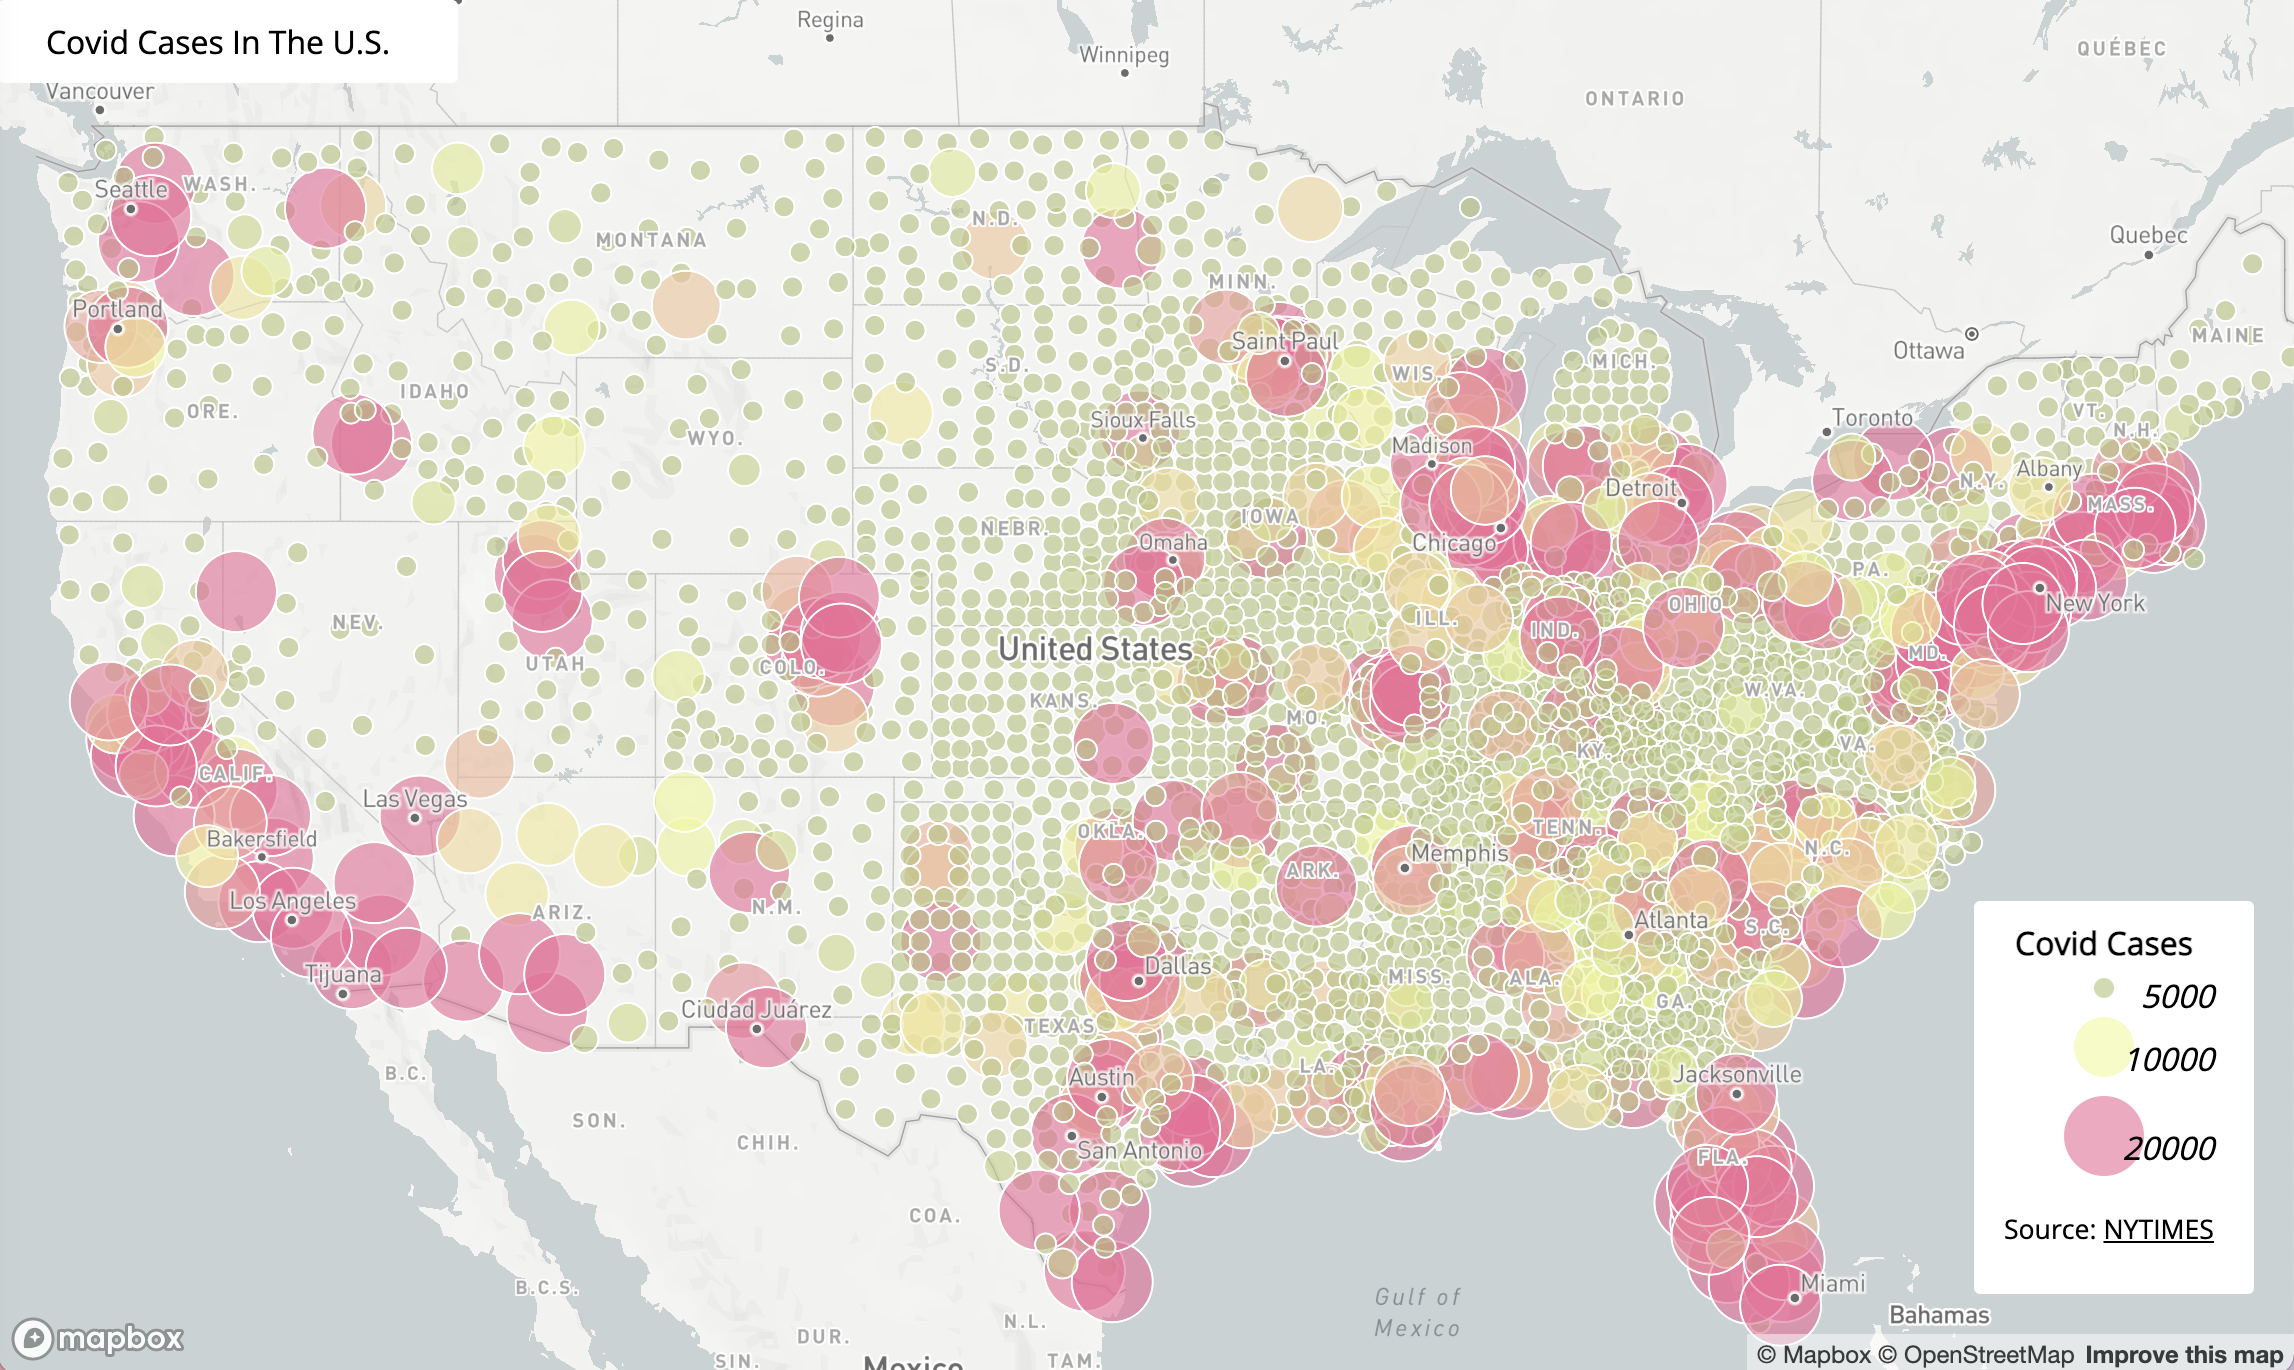 Covid Cases In The U.S.
Regina
Winnipeg
Vancouver
QUÉBEC
ONTARIO
Seattle
WASH.
MONTANA
N.D.
Quebec
MINN.
Portland
Saint Paul
Ottawa
MAINE
S.D.
WIS.
MICH.
IDAHO
ORE.
WYO.
Sioux Falls
Madison
Toronto
VT.
N.H.
Albany
N.Y.
MASS.
Detroit
IOWA
NEBR.
Omaha
Chicago
PA.
New York
OHIO
ILL.
IND.
NEV.
UTAH
COLO.
United States
MD.
KANS.
MO.
W.VA.
VA.
KY.
CALIF.
Las Vegas
Bakersfield
OKLA.
TENN.
N.C.
Memphis
ARK.
Los Angeles
ARIZ.
N.M.
Atlanta
S.C.
Dallas
MISS.
ALA.
Tijuana
Ciudad Juárez
TEXAS
GA.
B.C.
LA.
Austin
Jacksonville
SON.
CHIH.
San Antonio
FLA.
COA.
B.C.S.
Miami
Gulf of
Mexico
N.L.
Bahamas
DUR.
SIN.
Mexico
TAM.
Covid Cases
5000
10000
20000
Source: NYTIMES
mapbox
© Mapbox © OpenStreetMap Improve this map